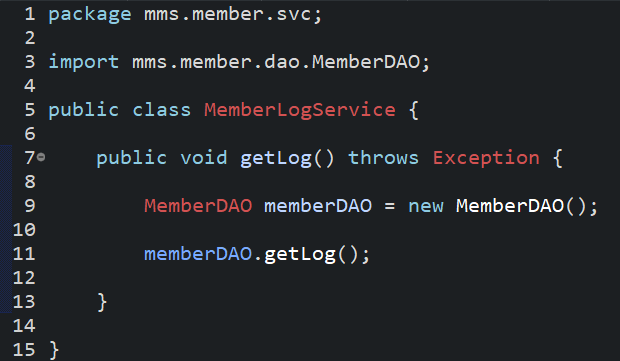 1 package mms.member.svc;
2
3 import mms.member.dao.MemberDAO;
4
5 public class MemberLogService {
6
7 public void getLog() throws Exception {
8
9 MemberDAO memberDAO = new MemberDAO();
10
11 memberDAO.getLog();
12
13 }
14
15 }